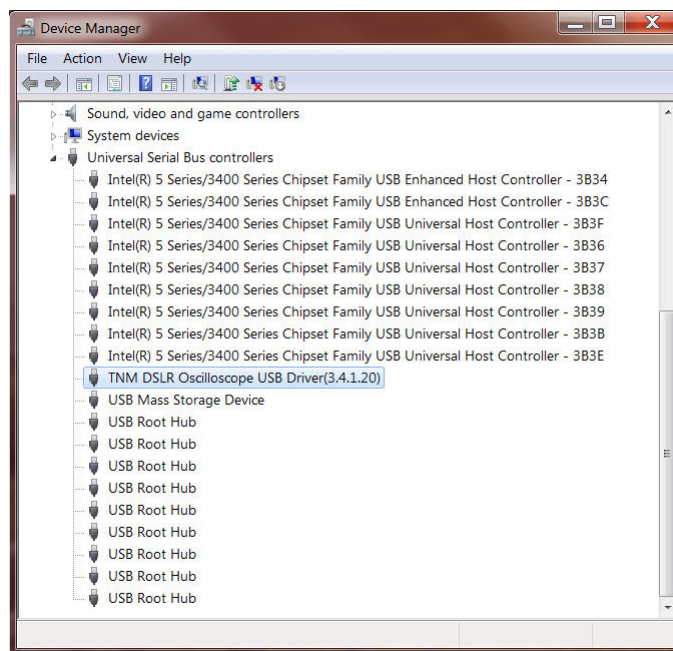 Device Manager
File Action View Help
Sound, video and game controllers
System devices
Universal Serial Bus controllers
Intel(R) 5 Series/3400 Series Chipset Family USB Enhanced Host Controller - 3B34
Intel(R) 5 Series/3400 Series Chipset Family USB Enhanced Host Controller - 3B3C
Intel(R) 5 Series/3400 Series Chipset Family USB Universal Host Controller - 3B3F
Intel(R) 5 Series/3400 Series Chipset Family USB Universal Host Controller - 3B36
Intel(R) 5 Series/3400 Series Chipset Family USB Universal Host Controller - 3B37
Intel(R) 5 Series/3400 Series Chipset Family USB Universal Host Controller - 3B38
Intel(R) 5 Series/3400 Series Chipset Family USB Universal Host Controller - 3B39
Intel(R) 5 Series/3400 Series Chipset Family USB Universal Host Controller - 3B3B
Intel(R) 5 Series/3400 Series Chipset Family USB Universal Host Controller - 3B3E
TNM DSLR Oscilloscope USB Driver(3.4.1.20)
USB Mass Storage Device
USB Root Hub
USB Root Hub
USB Root Hub
USB Root Hub
USB Root Hub
USB Root Hub
USB Root Hub
USB Root Hub
USB Root Hub